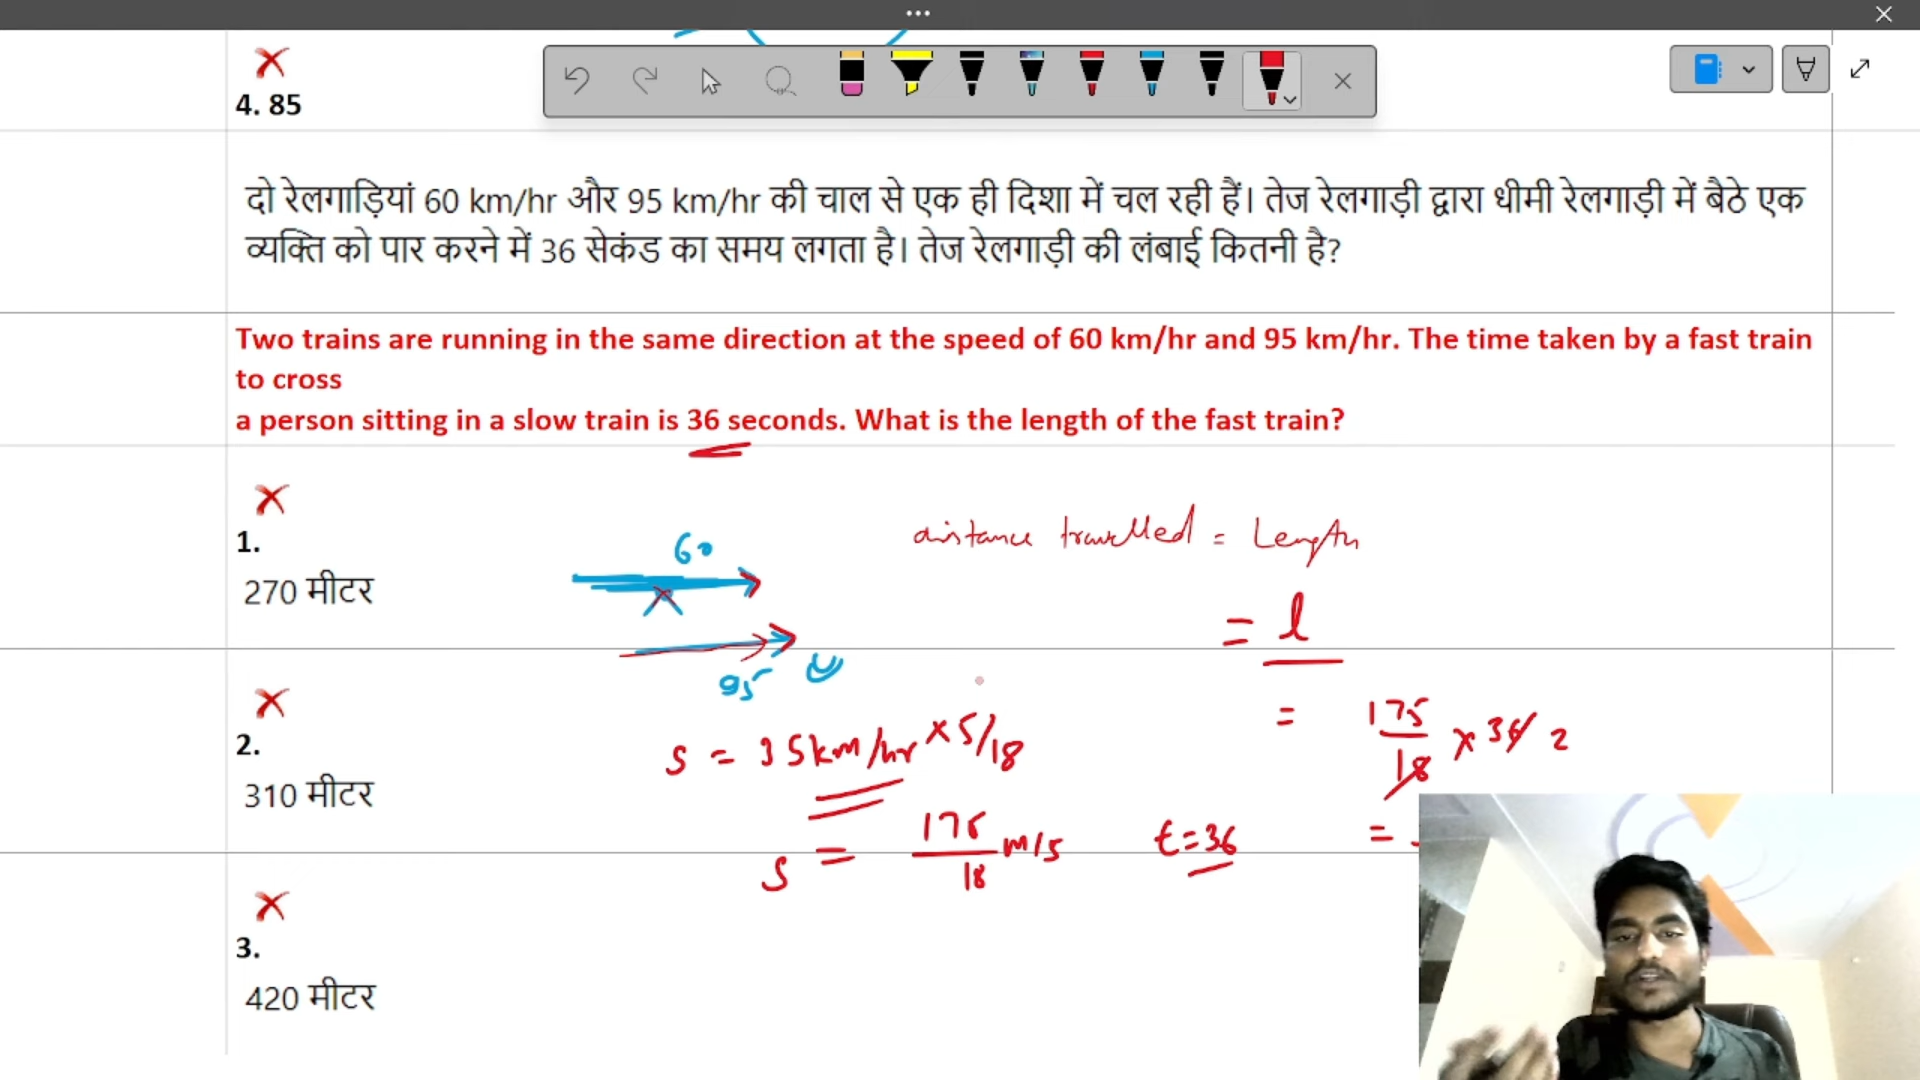 4. 85
दो रेलगाड़ियां 60 km/hr और 95 km/hr की चाल से एक ही दिशा में चल रही हैं। तेज रेलगाड़ी द्वारा धीमी रेलगाड़ी में बैठे एक
व्यक्ति को पार करने में 36 सेकंड का समय लगता है। तेज रेलगाड़ी की लंबाई कितनी है?
Two trains are running in the same direction at the speed of 60 km/hr and 95 km/hr. The time taken by a fast train
to cross
a person sitting in a slow train is 36 seconds. What is the length of the fast train?
1.
270 मीटर
60
95
distance travelled = Length
= l
2.
310 मीटर
s = 35km/hr × 5/18
s = 175/18 m/s
t=36
= 175/18 × 36 2
=
3.
420 मीटर